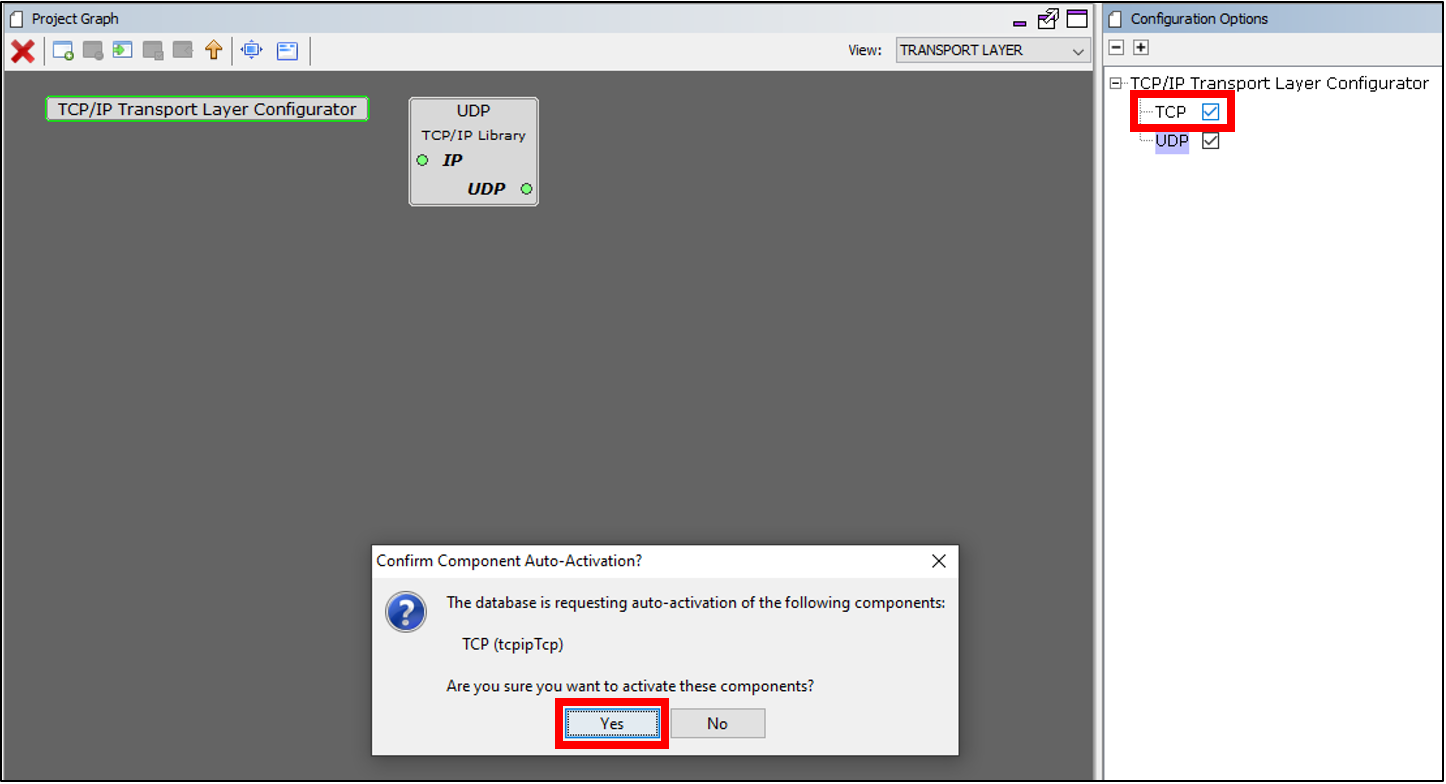 Project Graph
View: TRANSPORT LAYER
TCP/IP Transport Layer Configurator
UDP
TCP/IP Library
IP
UDP
Configuration Options
TCP/IP Transport Layer Configurator
TCP
UDP
Confirm Component Auto-Activation?
The database is requesting auto-activation of the following components:
TCP (tcpipTcp)
Are you sure you want to activate these components?
Yes No